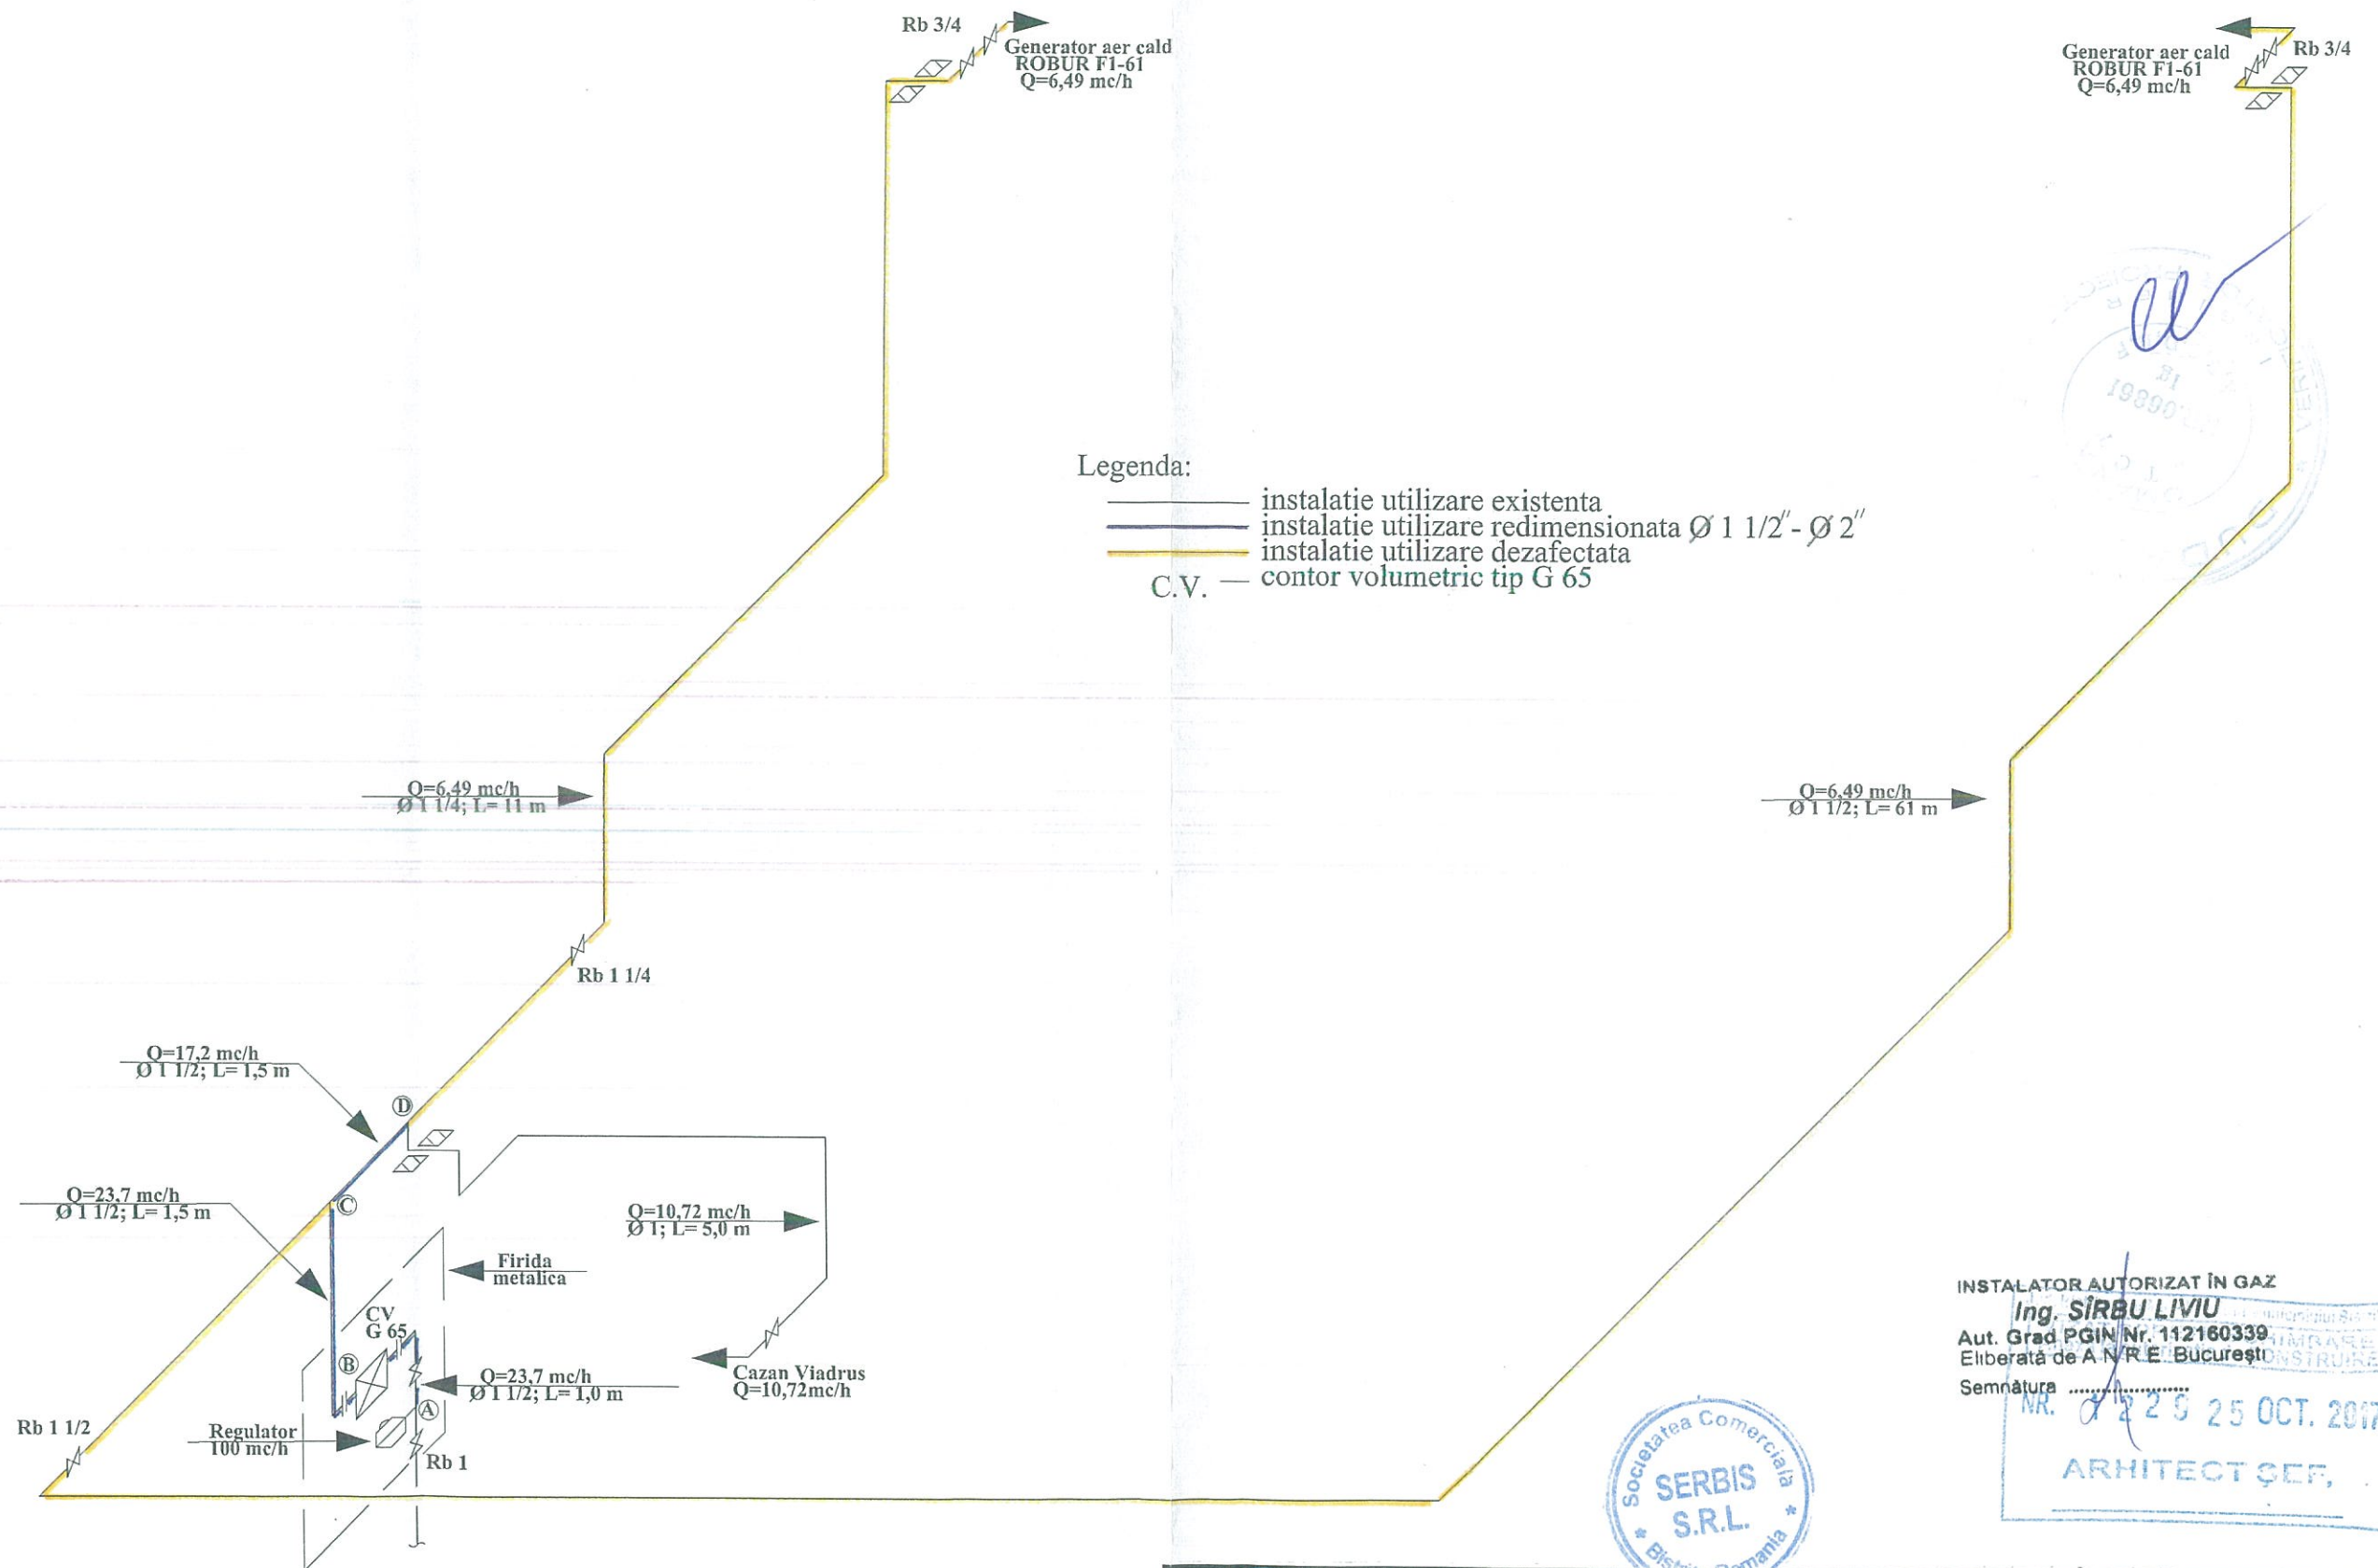 Rb 3/4
Generator aer cald
ROBUR F1-61
Q=6,49 mc/h
Generator aer cald
ROBUR F1-61
Q=6,49 mc/h
Rb 3/4
Legenda:
instalatie utilizare existenta
instalatie utilizare redimensionata Ø 1 1/2" - Ø 2"
instalatie utilizare dezafectata
C.V. — contor volumetric tip G 65
Q=6,49 mc/h
Ø 1 1/4; L= 11 m
Q=6,49 mc/h
Ø 1 1/2; L= 61 m
Rb 1 1/4
Q=17,2 mc/h
Ø 1 1/2; L= 1,5 m
D
Q=23,7 mc/h
Ø 1 1/2; L= 1,5 m
C
Q=10,72 mc/h
Ø 1; L= 5,0 m
Firida
metalica
CV
G 65
B
Q=23,7 mc/h
Ø 1 1/2; L= 1,0 m
A
Cazan Viadrus
Q=10,72mc/h
Rb 1 1/2
Regulator
100 mc/h
Rb 1
INSTALATOR AUTORIZAT ÎN GAZ
Ing. SÎRBU LIVIU
Aut. Grad PGIN Nr. 112160339
Eliberată de A N R E Bucureşti
Semnătura ......................
NR. 25 OCT. 2017
ARHITECT ŞEF,
Societatea Comercială
SERBIS
S.R.L.